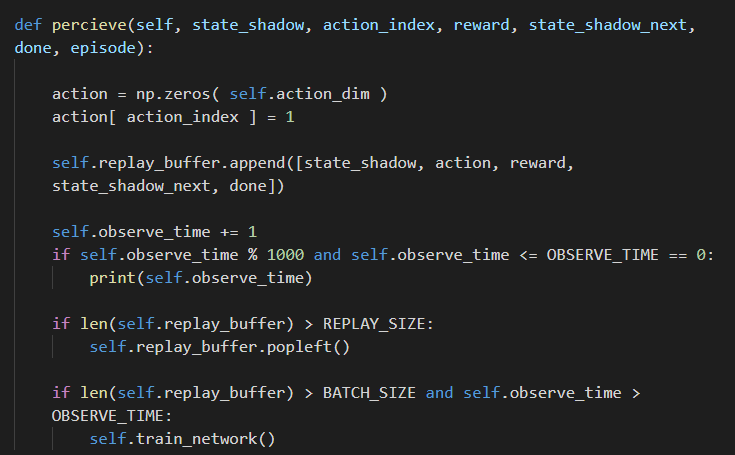 def percieve(self, state_shadow, action_index, reward, state_shadow_next,
done, episode):
action = np.zeros( self.action_dim )
action[ action_index ] = 1
self.replay_buffer.append([state_shadow, action, reward,
state_shadow_next, done])
self.observe_time += 1
if self.observe_time % 1000 and self.observe_time <= OBSERVE_TIME == 0:
print(self.observe_time)
if len(self.replay_buffer) > REPLAY_SIZE:
self.replay_buffer.popleft()
if len(self.replay_buffer) > BATCH_SIZE and self.observe_time >
OBSERVE_TIME:
self.train_network()